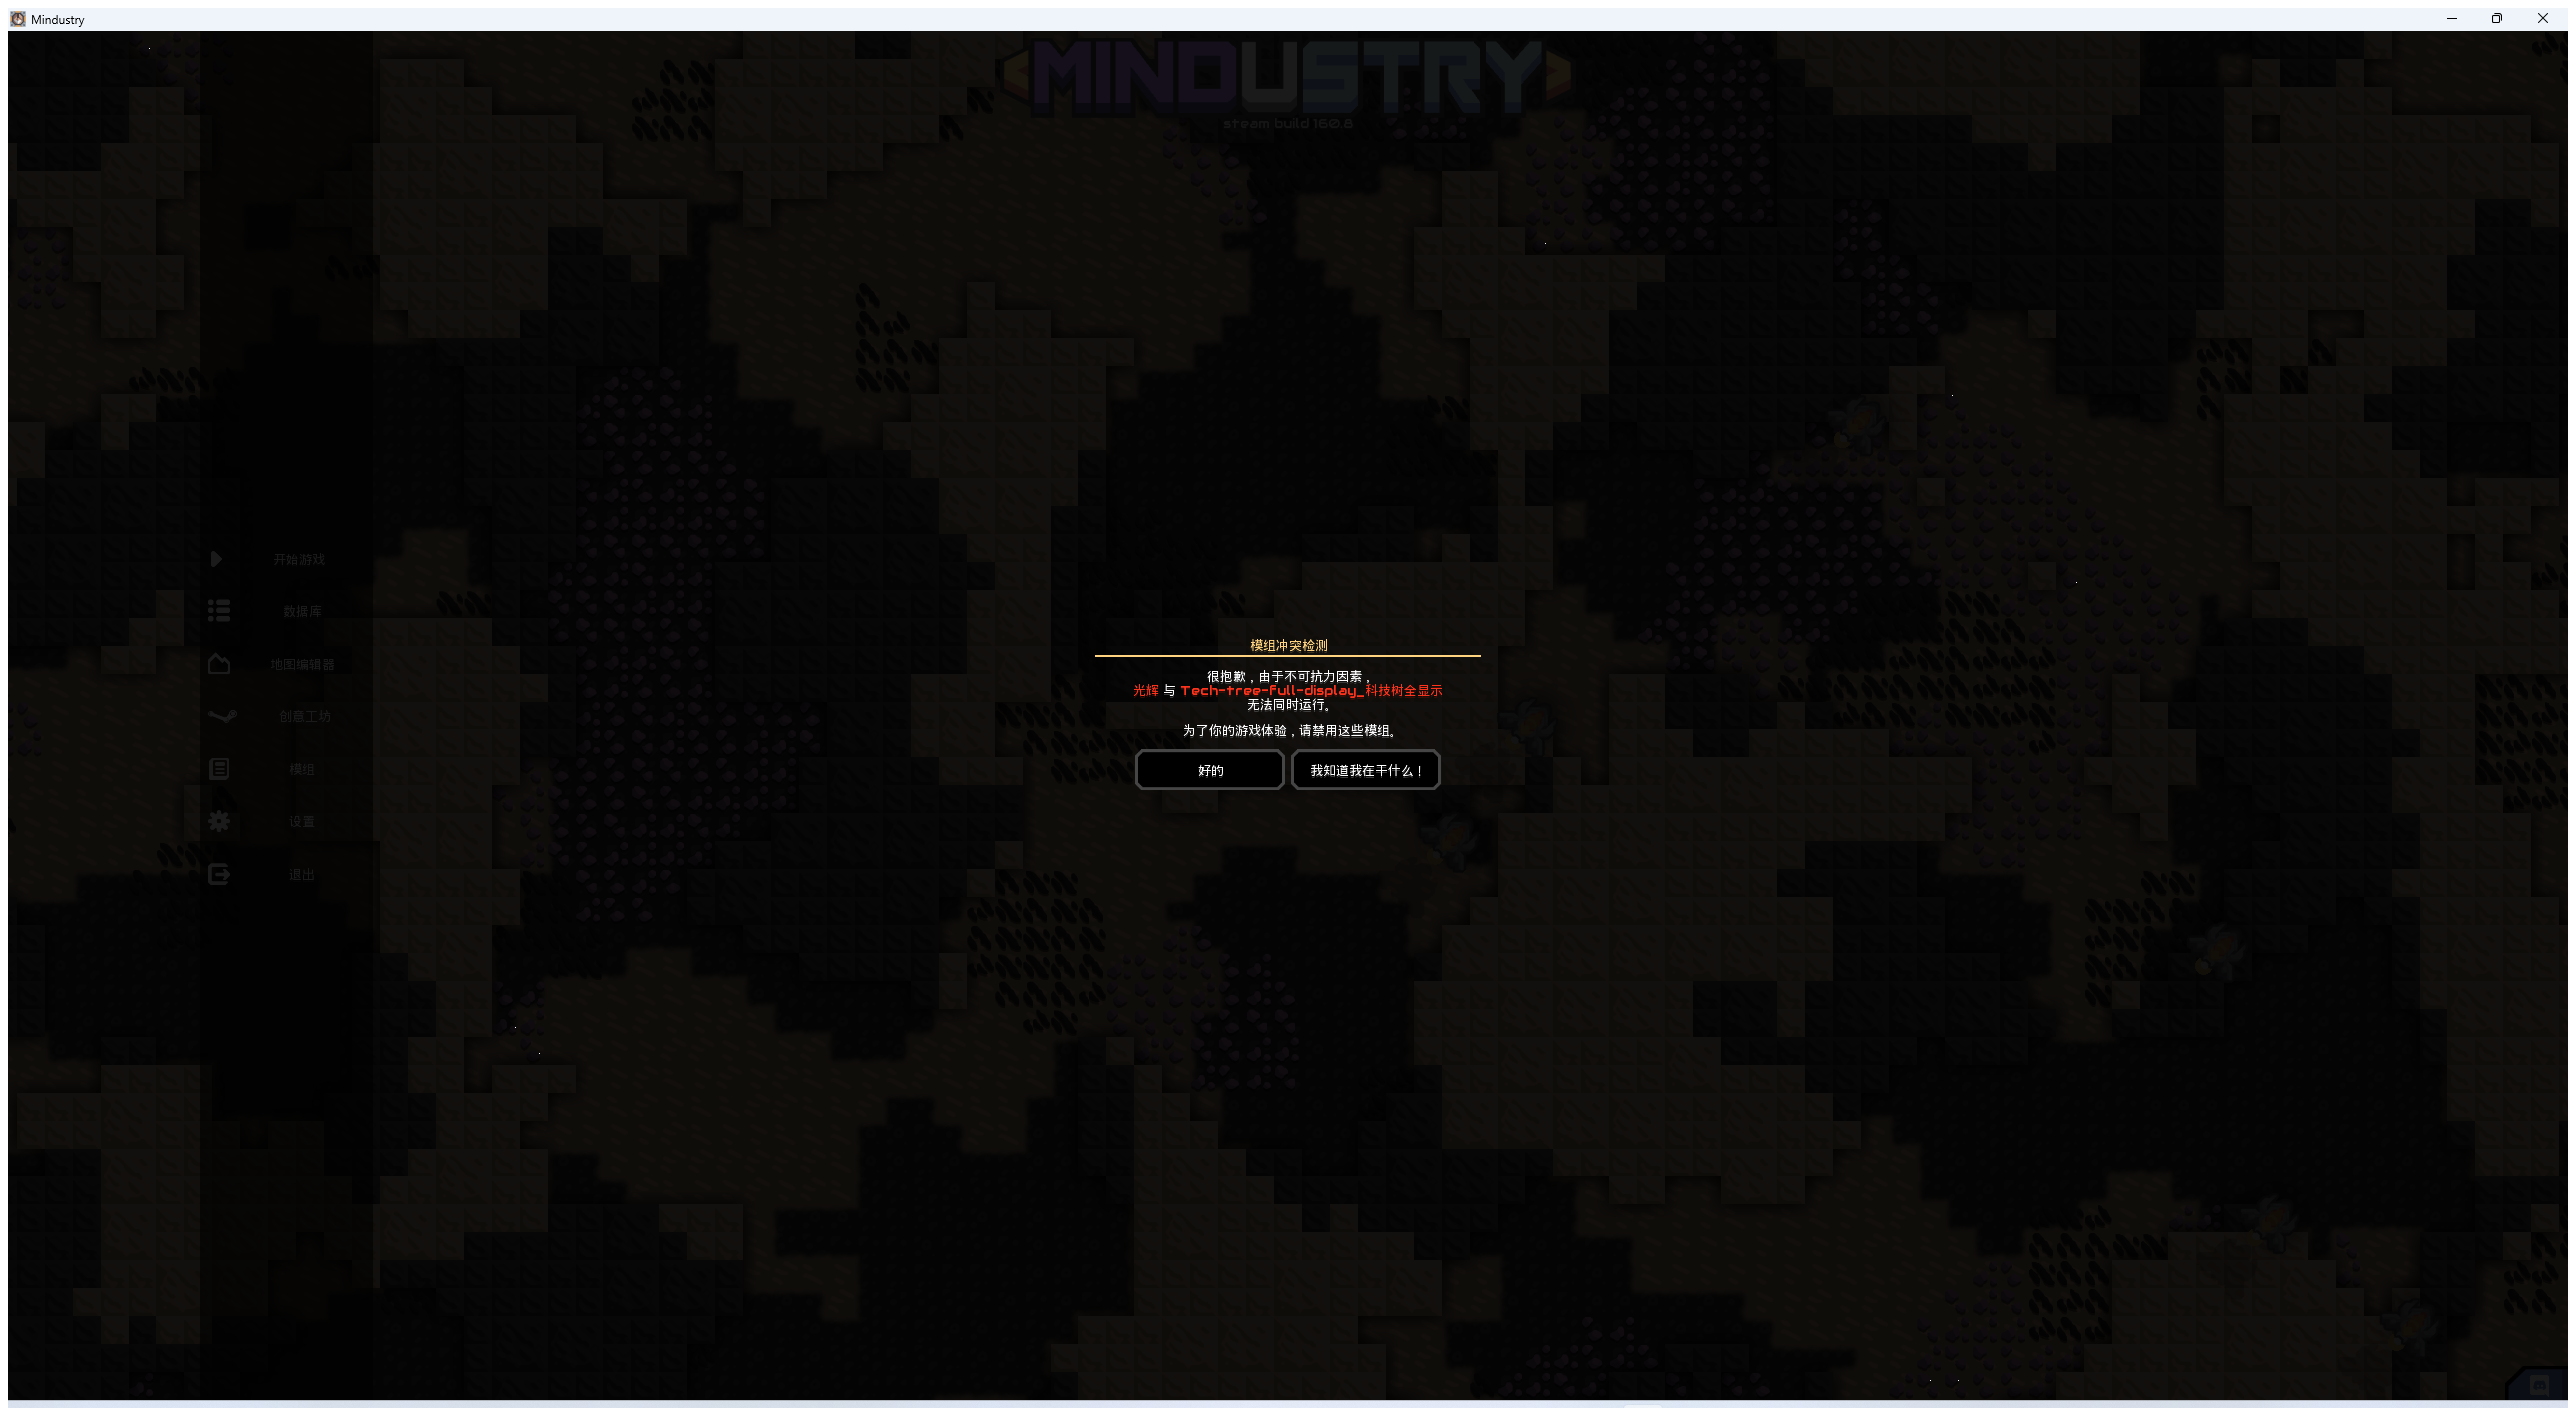 Mindustry
MINDUSTRY
steam build 160.8
开始游戏
数据库
地图编辑器
创意工坊
模组
设置
退出
模组冲突检测
很抱歉，由于不可抗力因素，
光辉 与 Tech-tree-full-display_科技树全显示
无法同时运行。
为了你的游戏体验，请禁用这些模组。
好的
我知道我在干什么！